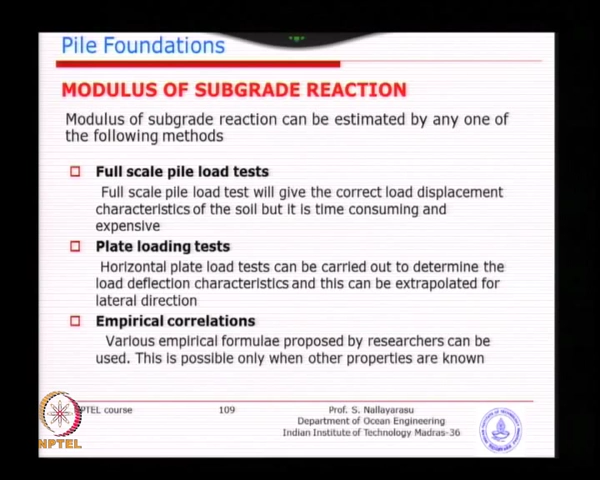 Pile Foundations
MODULUS OF SUBGRADE REACTION
Modulus of subgrade reaction can be estimated by any one of
the following methods
Full scale pile load tests
Full scale pile load test will give the correct load displacement
characteristics of the soil but it is time consuming and
expensive
Plate loading tests
Horizontal plate load tests can be carried out to determine the
load deflection characteristics and this can be extrapolated for
lateral direction
Empirical correlations
Various empirical formulae proposed by researchers can be
used. This is possible only when other properties are known
PTEL course
109
Prof. S. Nallayarasu
Department of Ocean Engineering
Indian Institute of Technology Madras-36
NPTEL